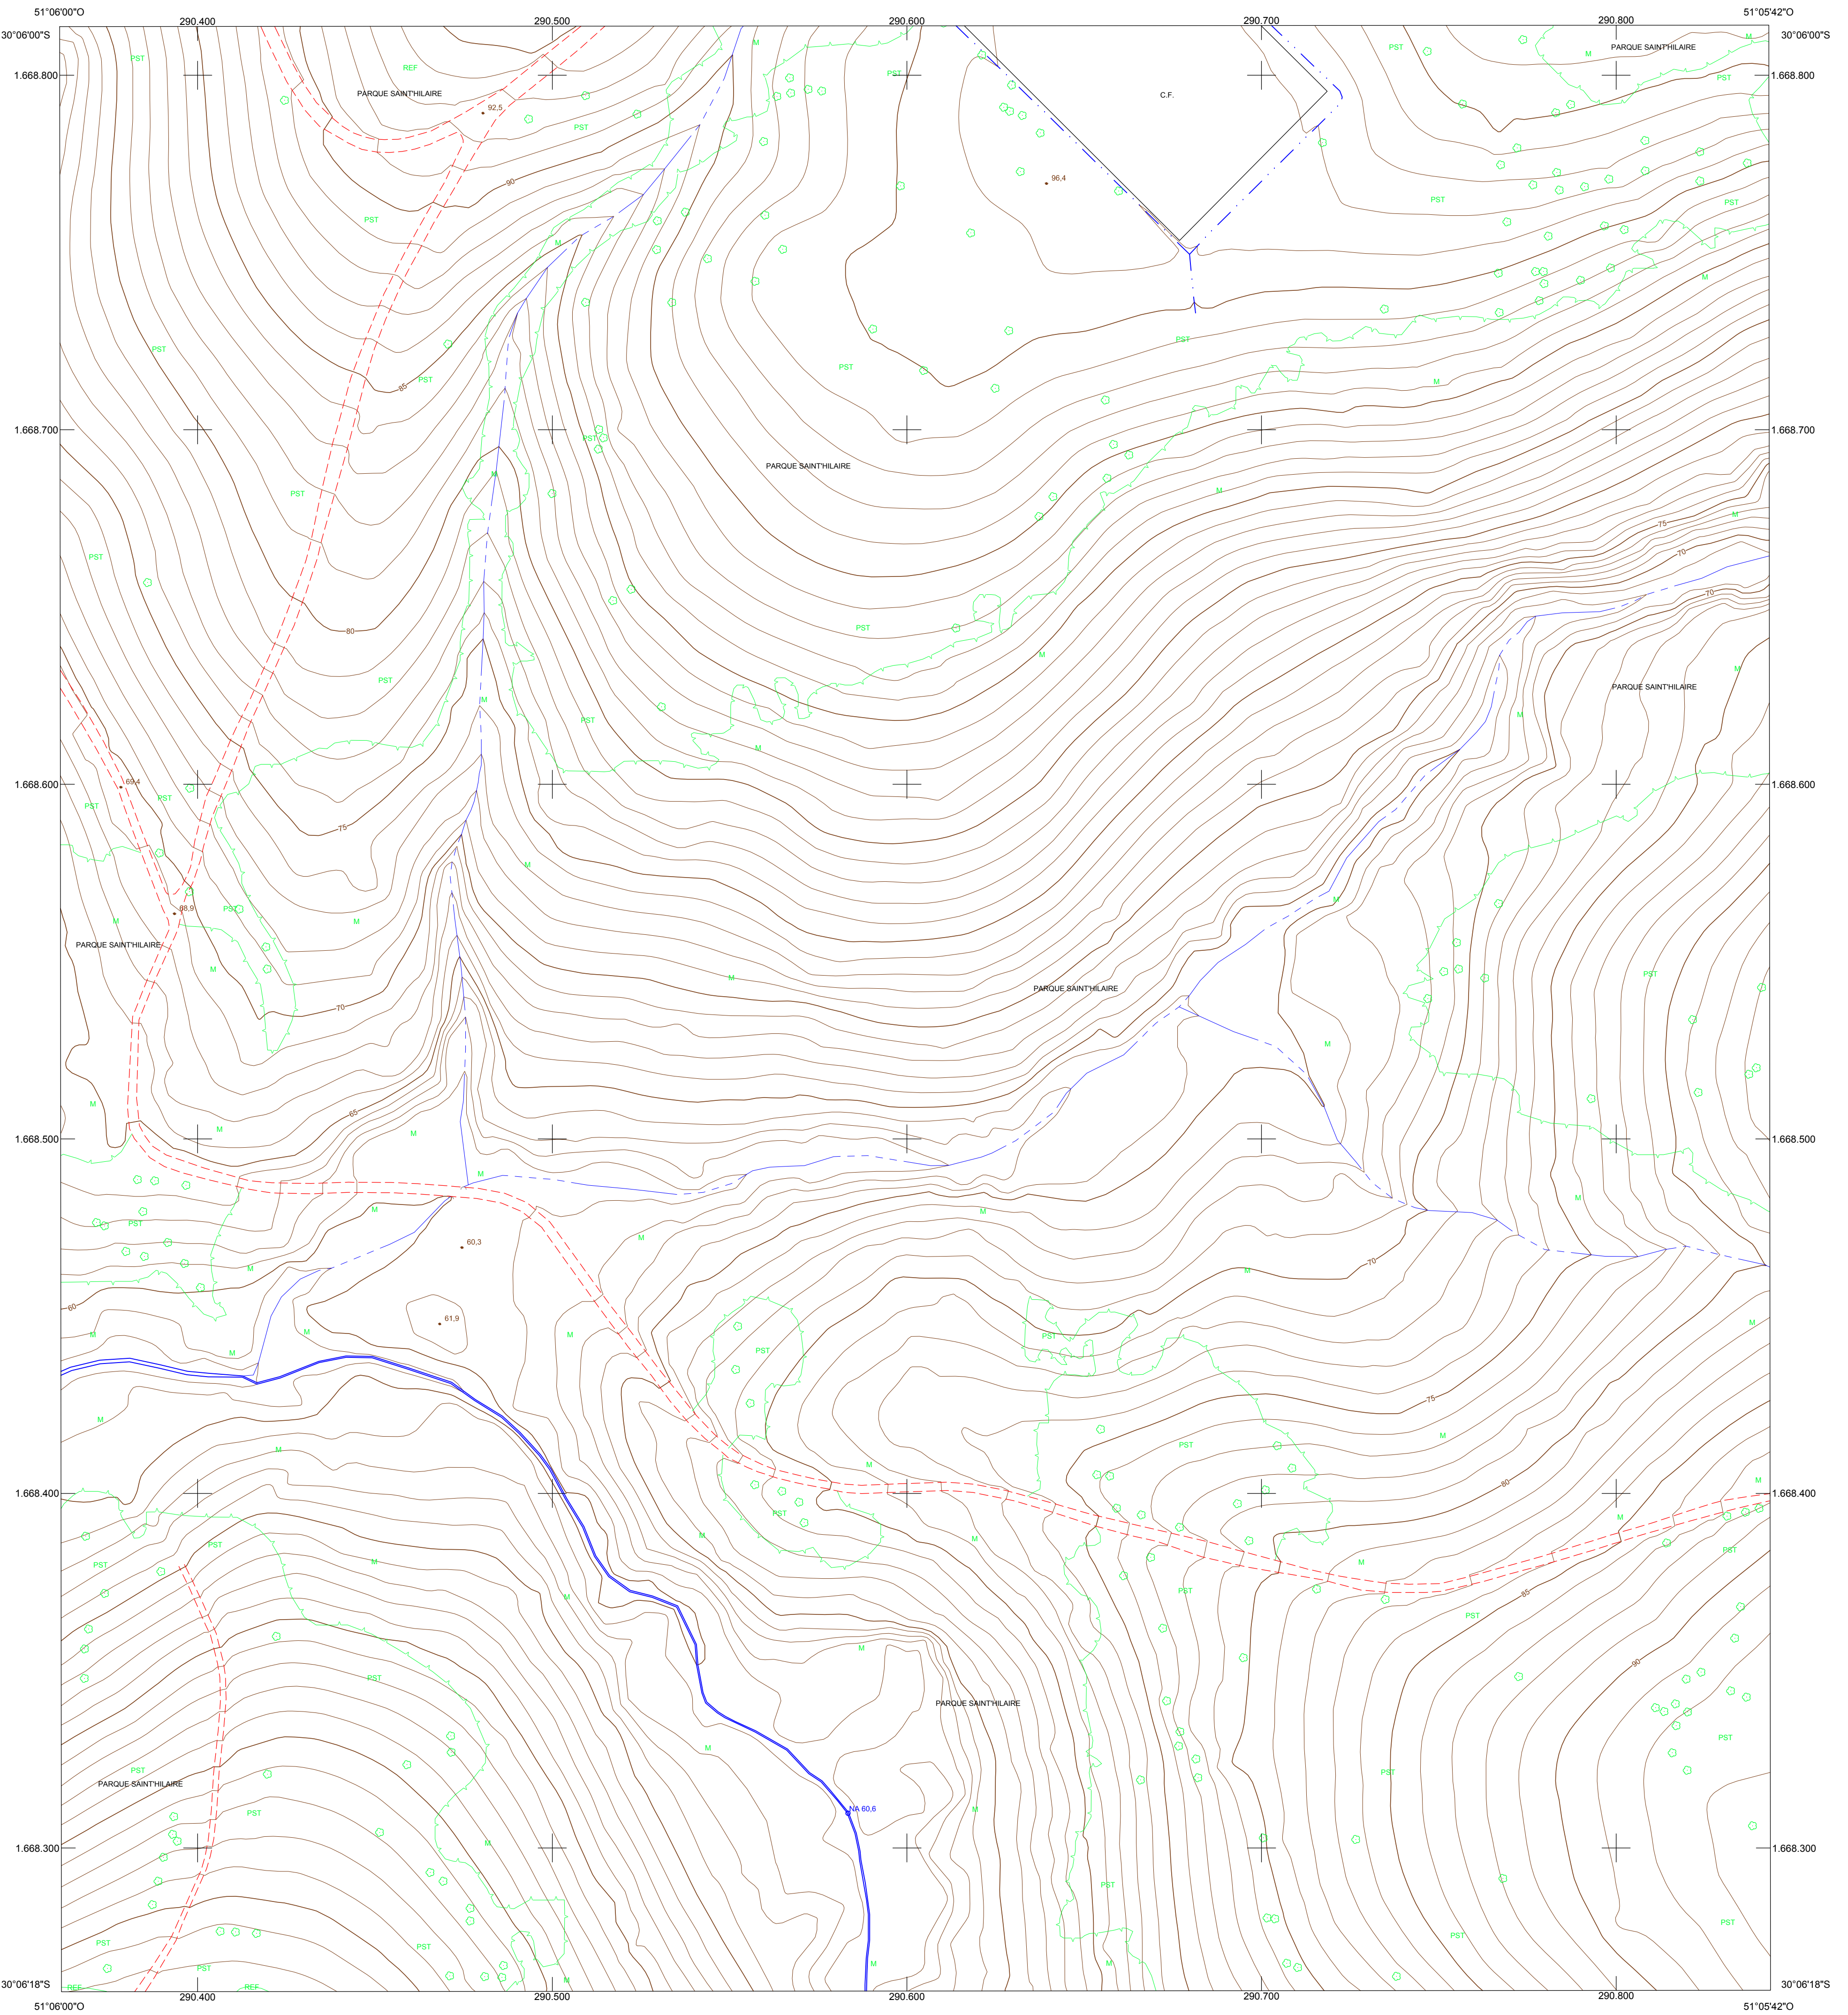 51°06'00"O
290.400
290.500
290.600
290.700
290.800
51°05'42"O
30°06'00"S
30°06'00"S
M
M
PARQUE SAINT'HILAIRE
M
PST
PST
REF
PST
PST
1.668.800
1.668.800
PARQUE SAINT'HILAIRE
C.F.
92,5
PST
90
96,4
PST
PST
PST
M
M
PST
PST
M
PST
PST
85
M
1.668.700
1.668.700
PST
PARQUE SAINT'HILAIRE
M
M
PST
M
75
PST
70
70
PST
80
M
M
PST
PARQUE SAINT'HILAIRE
M
M
PST
M
69,4
1.668.600
1.668.600
PST
PST
75
M
M
68,9
PST
M
M
PARQUE SAINT'HILAIRE
M
PST
M
PARQUE SAINT'HILAIRE
70
M
M
65
M
M
1.668.500
1.668.500
M
M
M
PST
M
M
60,3
70
M
M
60
61,9
M
M
M
M
PST
PST
M
M
75
M
PST
M
M
M
80
M
1.668.400
1.668.400
PST
M
M
M
PST
PST
PST
M
M
PST
M
85
PST
M
PST
90
PARQUE SAINT'HILAIRE
PST
M
PST
PST
PARQUE SAINT'HILAIRE
NA 60,6
PST
M
M
1.668.300
1.668.300
PST
PST
PST
PST
PST
M
M
PST
M
REF
REF
30°06'18"S
30°06'18"S
290.400
290.500
290.600
290.700
290.800
51°06'00"O
51°05'42"O